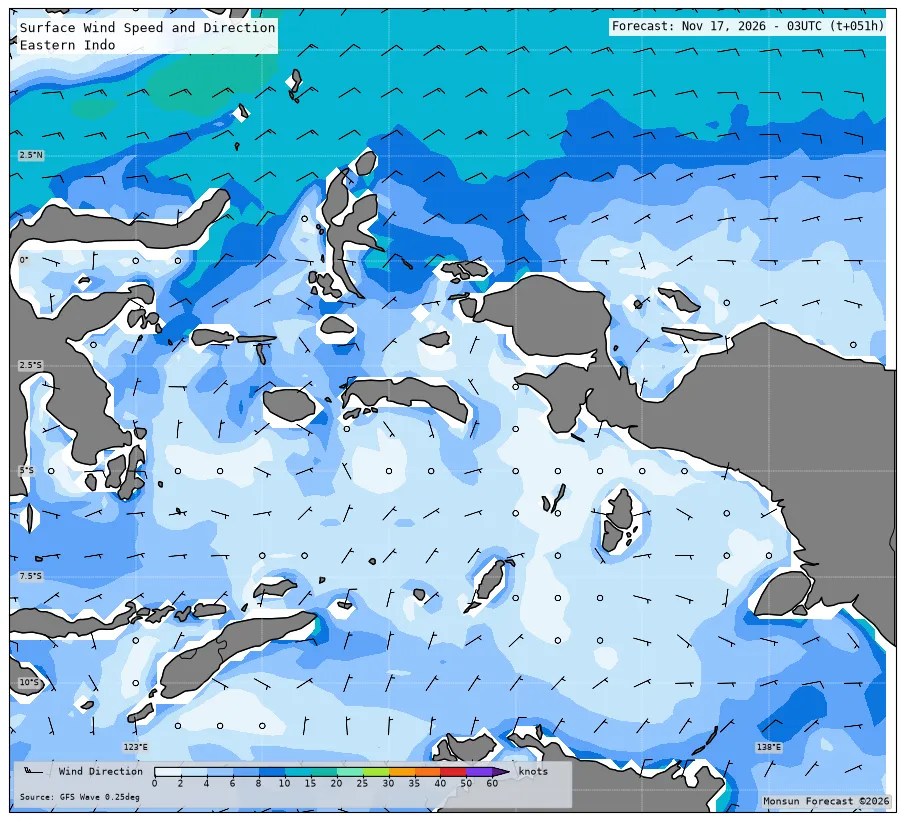 Surface Wind Speed and Direction
Eastern Indo
Forecast: Nov 17, 2026 - 03UTC (t+051h)
2.5°N
0°
2.5°S
5°S
7.5°S
10°S
123°E
138°E
Wind Direction
knots
0 2 4 6 8 10 15 20 25 30 35 40 50 60
Source: GFS Wave 0.25deg
Monsun Forecast ©2026